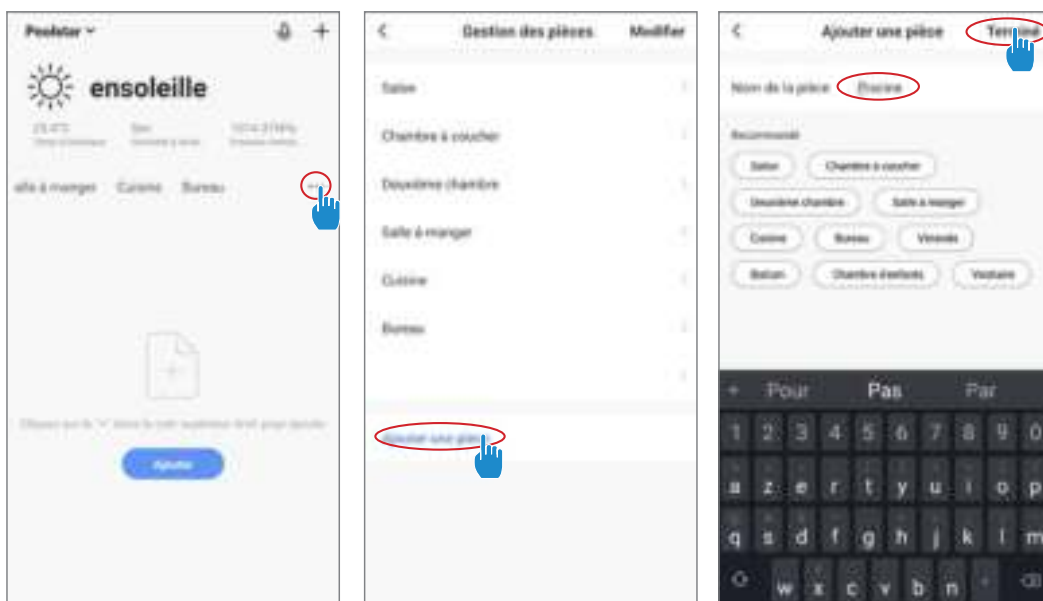 Poolstar
ensoleille
Salle à manger Cuisine Bureau
Ajouter
Gestion des pièces Modifier
Salon
Chambre à coucher
Deuxième chambre
Salle à manger
Cuisine
Bureau
Ajouter une pièce
Ajouter une pièce Terminé
Nom de la pièce Piscine
Recommandé
Salon Chambre à coucher
Deuxième chambre Salle à manger
Cuisine Bureau Véranda
Balcon Chambre d'enfants Vestiaire
Pour Pas Par
1 2 3 4 5 6 7 8 9 0
a z e r t y u i o p
q s d f g h j k l m
w x c v b n '